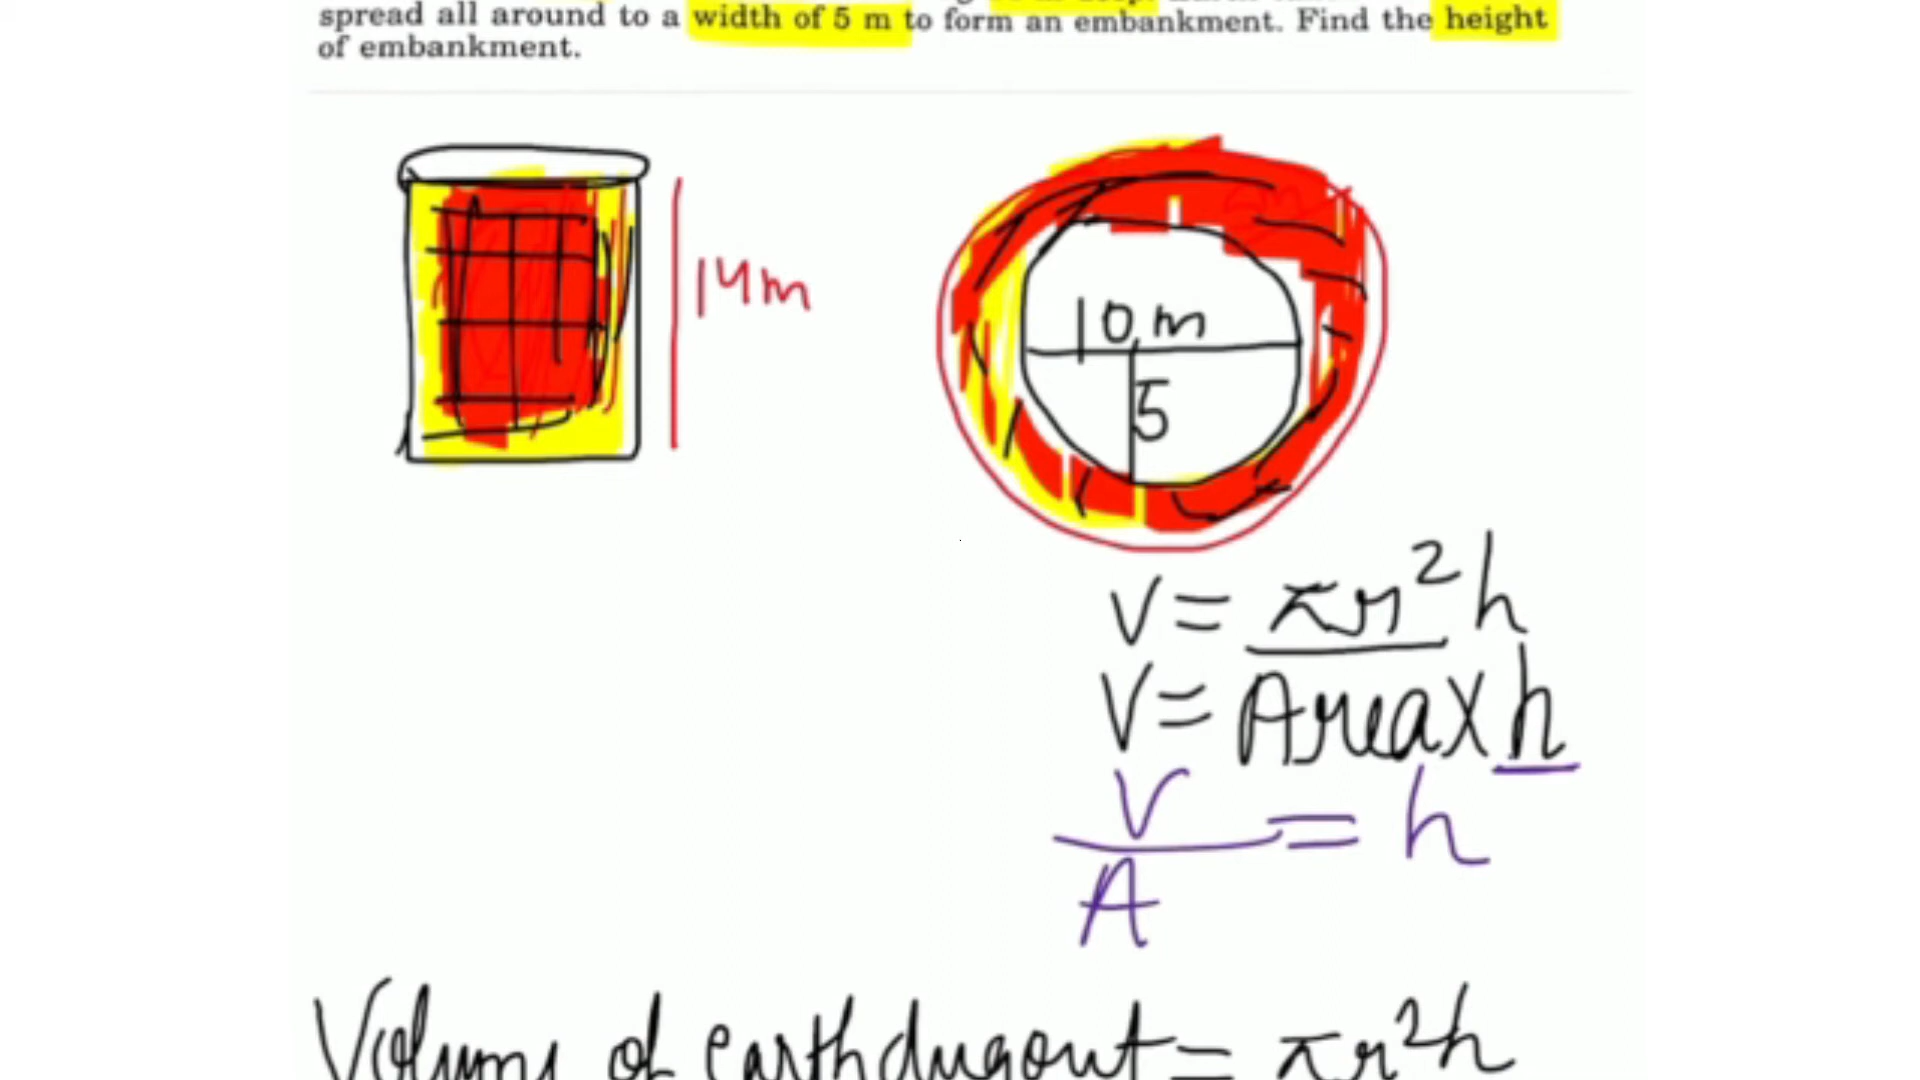 spread all around to a width of 5 m to form an embankment. Find the height
of embankment.
14m
10 m
5
V = πr²h
V = Area X h
V/A = h
Volume of earth dugout = πr²h